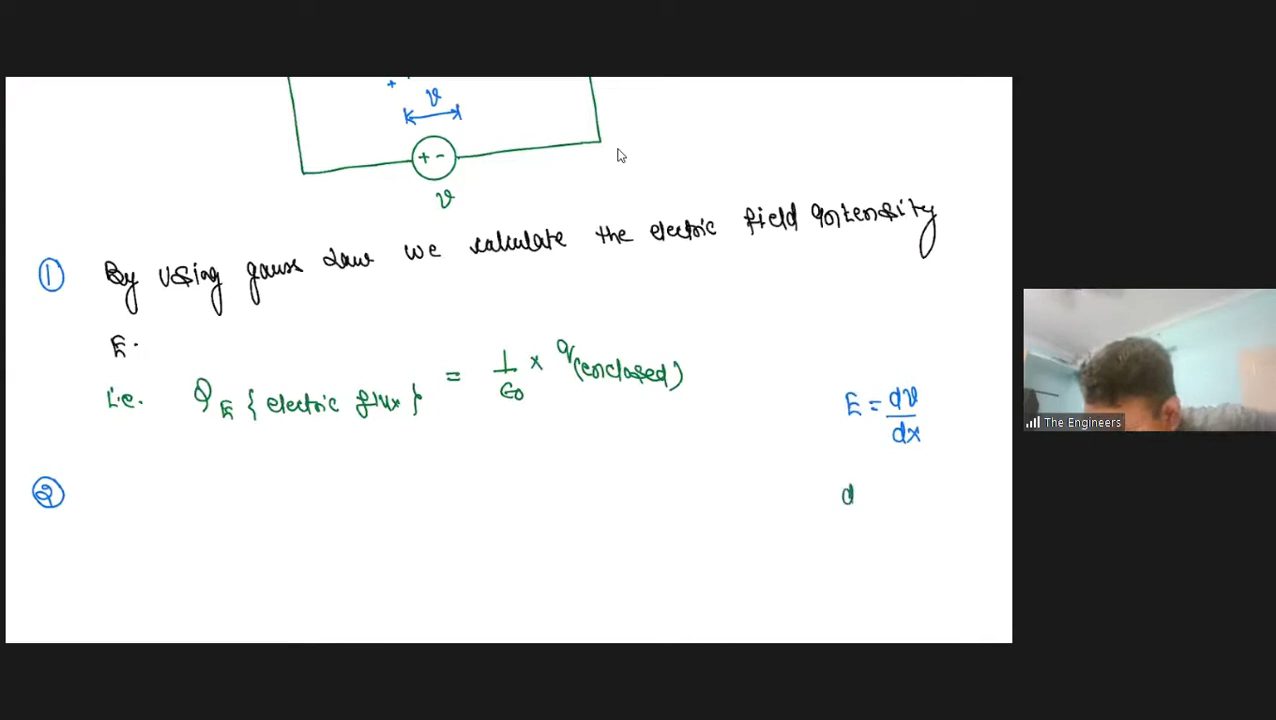 +
V
+ -
V
① By Using gauss Law we calculate the electric field Intensity
E.
i.e. Φ_E { electric flux } = 1/ε₀ × q(enclosed)
E = dV/dx
② d
The Engineers